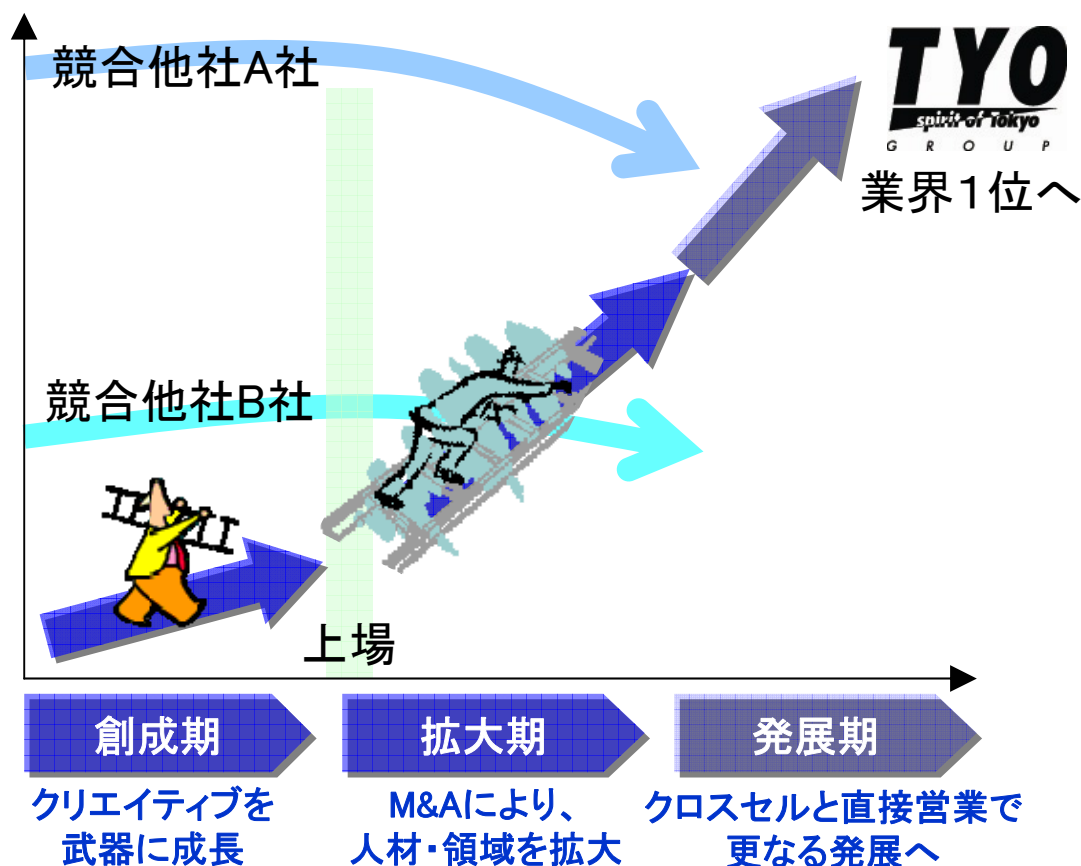 競合他社A社
TYO
spirit of Tokyo
GROUP
業界1位へ
競合他社B社
上場
創成期
拡大期
発展期
クリエイティブを
武器に成長
M&Aにより、
人材・領域を拡大
クロスセルと直接営業で
更なる発展へ